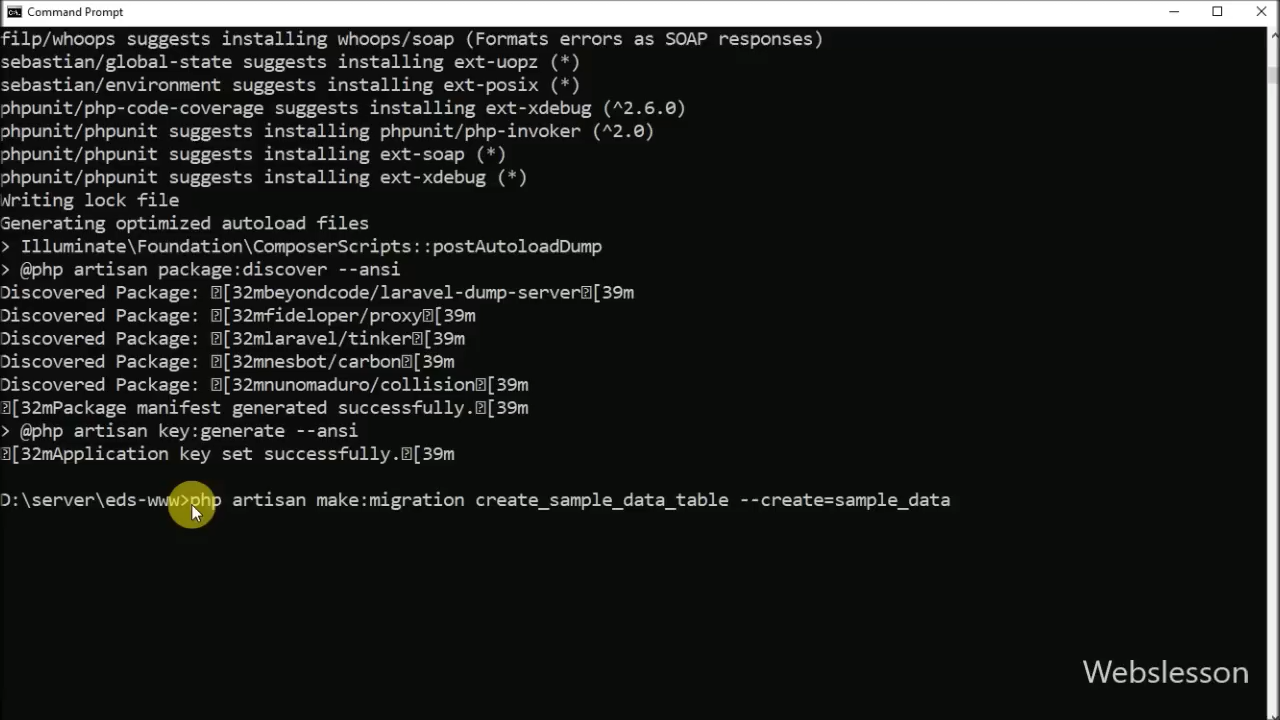 Command Prompt
filp/whoops suggests installing whoops/soap (Formats errors as SOAP responses)
sebastian/global-state suggests installing ext-uopz (*)
sebastian/environment suggests installing ext-posix (*)
phpunit/php-code-coverage suggests installing ext-xdebug (^2.6.0)
phpunit/phpunit suggests installing phpunit/php-invoker (^2.0)
phpunit/phpunit suggests installing ext-soap (*)
phpunit/phpunit suggests installing ext-xdebug (*)
Writing lock file
Generating optimized autoload files
> Illuminate\Foundation\ComposerScripts::postAutoloadDump
> @php artisan package:discover --ansi
Discovered Package: [32mbeyondcode/laravel-dump-server[39m
Discovered Package: [32mfideloper/proxy[39m
Discovered Package: [32mlaravel/tinker[39m
Discovered Package: [32mnesbot/carbon[39m
Discovered Package: [32mnunomaduro/collision[39m
[32mPackage manifest generated successfully.[39m
> @php artisan key:generate --ansi
[32mApplication key set successfully.[39m
D:\server\eds-www>php artisan make:migration create_sample_data_table --create=sample_data
Webslesson